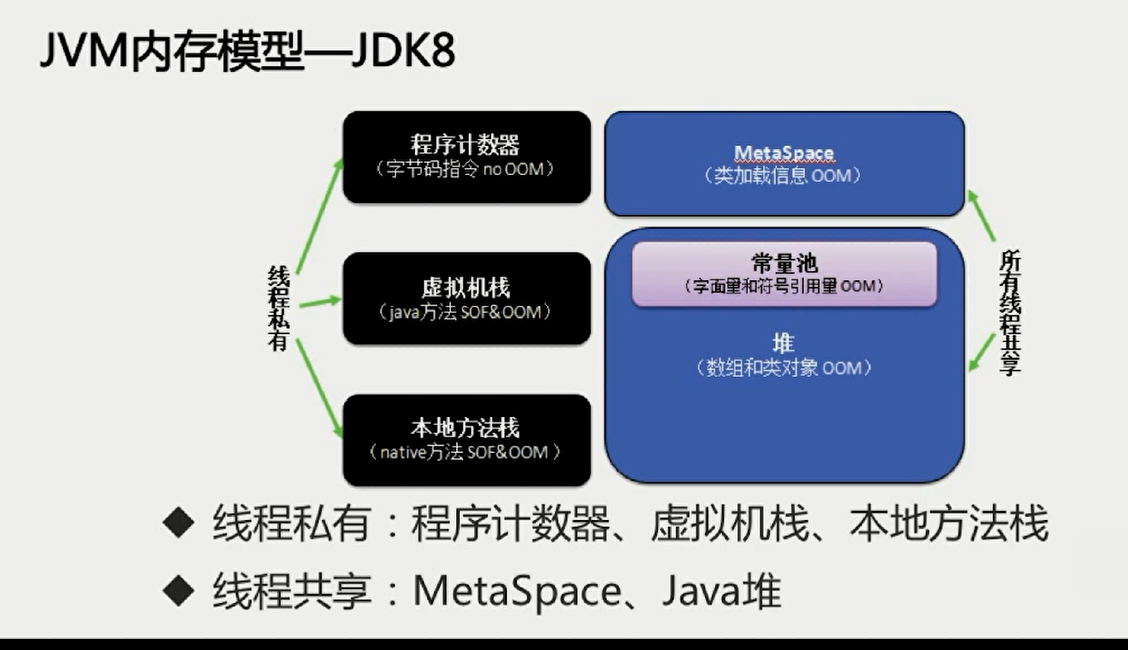 JVM内存模型—JDK8
程序计数器
（字节码指令 no OOM）
MetaSpace
（类加载信息 OOM）
常量池
（字面量和符号引用量 OOM）
线程私有
虚拟机栈
（java方法 SOF&OOM）
所有线程共享
堆
（数组和类对象 OOM）
本地方法栈
（native方法 SOF&OOM ）
◆ 线程私有：程序计数器、虚拟机栈、本地方法栈
◆ 线程共享：MetaSpace、Java堆